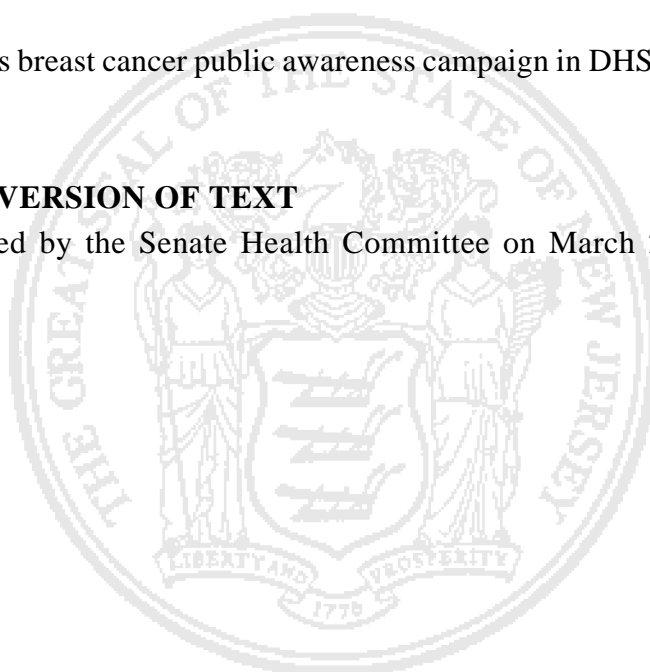 s breast cancer public awareness campaign in DHS
VERSION OF TEXT
ed by the Senate Health Committee on March
THE GREAT SEAL OF THE STATE OF NEW JERSEY
LIBERTY AND PROSPERITY
1776